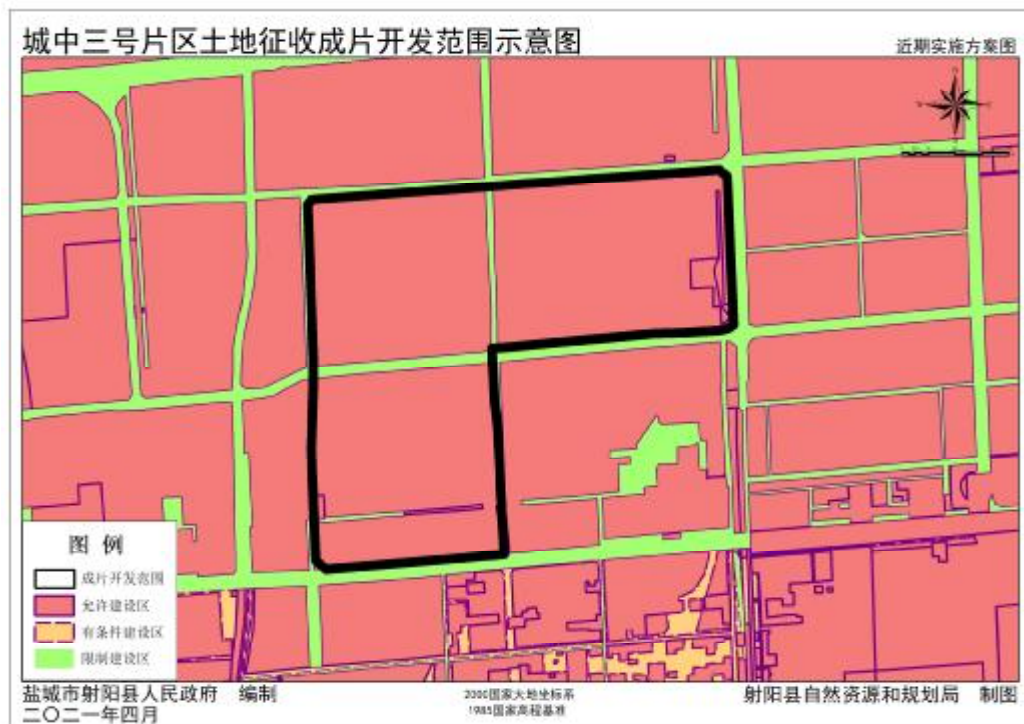 城中三号片区土地征收成片开发范围示意图
近期实施方案图
图例
成片开发范围
允许建设区
有条件建设区
限制建设区
盐城市射阳县人民政府 编制
二〇二一年四月
2000国家大地坐标系
1985国家高程基准
射阳县自然资源和规划局 制图